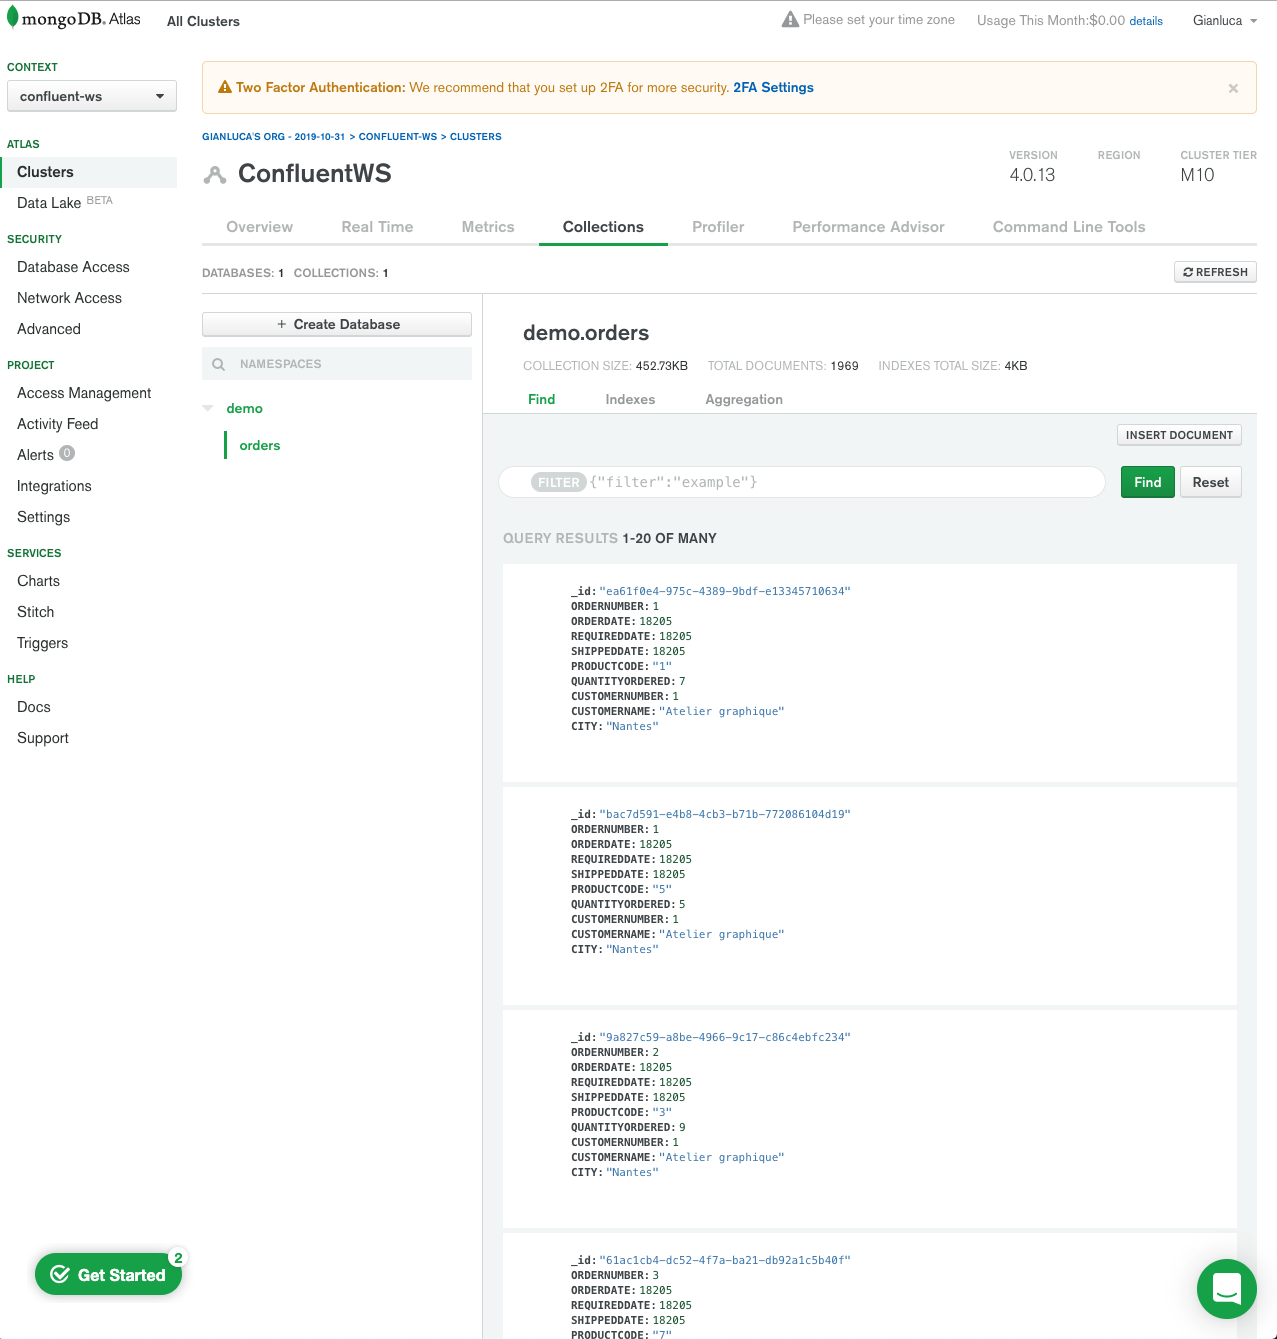 mongoDB. Atlas All Clusters Please set your time zone Usage This Month:$0.00 details Gianluca
CONTEXT
confluent-ws
ATLAS
Clusters
Data Lake BETA
SECURITY
Database Access
Network Access
Advanced
PROJECT
Access Management
Activity Feed
Alerts 0
Integrations
Settings
SERVICES
Charts
Stitch
Triggers
HELP
Docs
Support
Get Started 2
Two Factor Authentication: We recommend that you set up 2FA for more security. 2FA Settings ×
GIANLUCA'S ORG - 2019-10-31 > CONFLUENT-WS > CLUSTERS
ConfluentWS
VERSION REGION CLUSTER TIER
4.0.13 M10
Overview Real Time Metrics Collections Profiler Performance Advisor Command Line Tools
DATABASES: 1 COLLECTIONS: 1 REFRESH
+ Create Database
NAMESPACES
demo
orders
demo.orders
COLLECTION SIZE: 452.73KB TOTAL DOCUMENTS: 1969 INDEXES TOTAL SIZE: 4KB
Find Indexes Aggregation
INSERT DOCUMENT
FILTER {"filter":"example"} Find Reset
QUERY RESULTS 1-20 OF MANY
_id: "ea61f0e4-975c-4389-9bdf-e13345710634"
ORDERNUMBER: 1
ORDERDATE: 18205
REQUIREDDATE: 18205
SHIPPEDDATE: 18205
PRODUCTCODE: "1"
QUANTITYORDERED: 7
CUSTOMERNUMBER: 1
CUSTOMERNAME: "Atelier graphique"
CITY: "Nantes"
_id: "bac7d591-e4b8-4cb3-b71b-772086104d19"
ORDERNUMBER: 1
ORDERDATE: 18205
REQUIREDDATE: 18205
SHIPPEDDATE: 18205
PRODUCTCODE: "5"
QUANTITYORDERED: 5
CUSTOMERNUMBER: 1
CUSTOMERNAME: "Atelier graphique"
CITY: "Nantes"
_id: "9a827c59-a8be-4966-9c17-c86c4ebfc234"
ORDERNUMBER: 2
ORDERDATE: 18205
REQUIREDDATE: 18205
SHIPPEDDATE: 18205
PRODUCTCODE: "3"
QUANTITYORDERED: 9
CUSTOMERNUMBER: 1
CUSTOMERNAME: "Atelier graphique"
CITY: "Nantes"
_id: "61ac1cb4-dc52-4f7a-ba21-db92a1c5b40f"
ORDERNUMBER: 3
ORDERDATE: 18205
REQUIREDDATE: 18205
SHIPPEDDATE: 18205
PRODUCTCODE: "7"